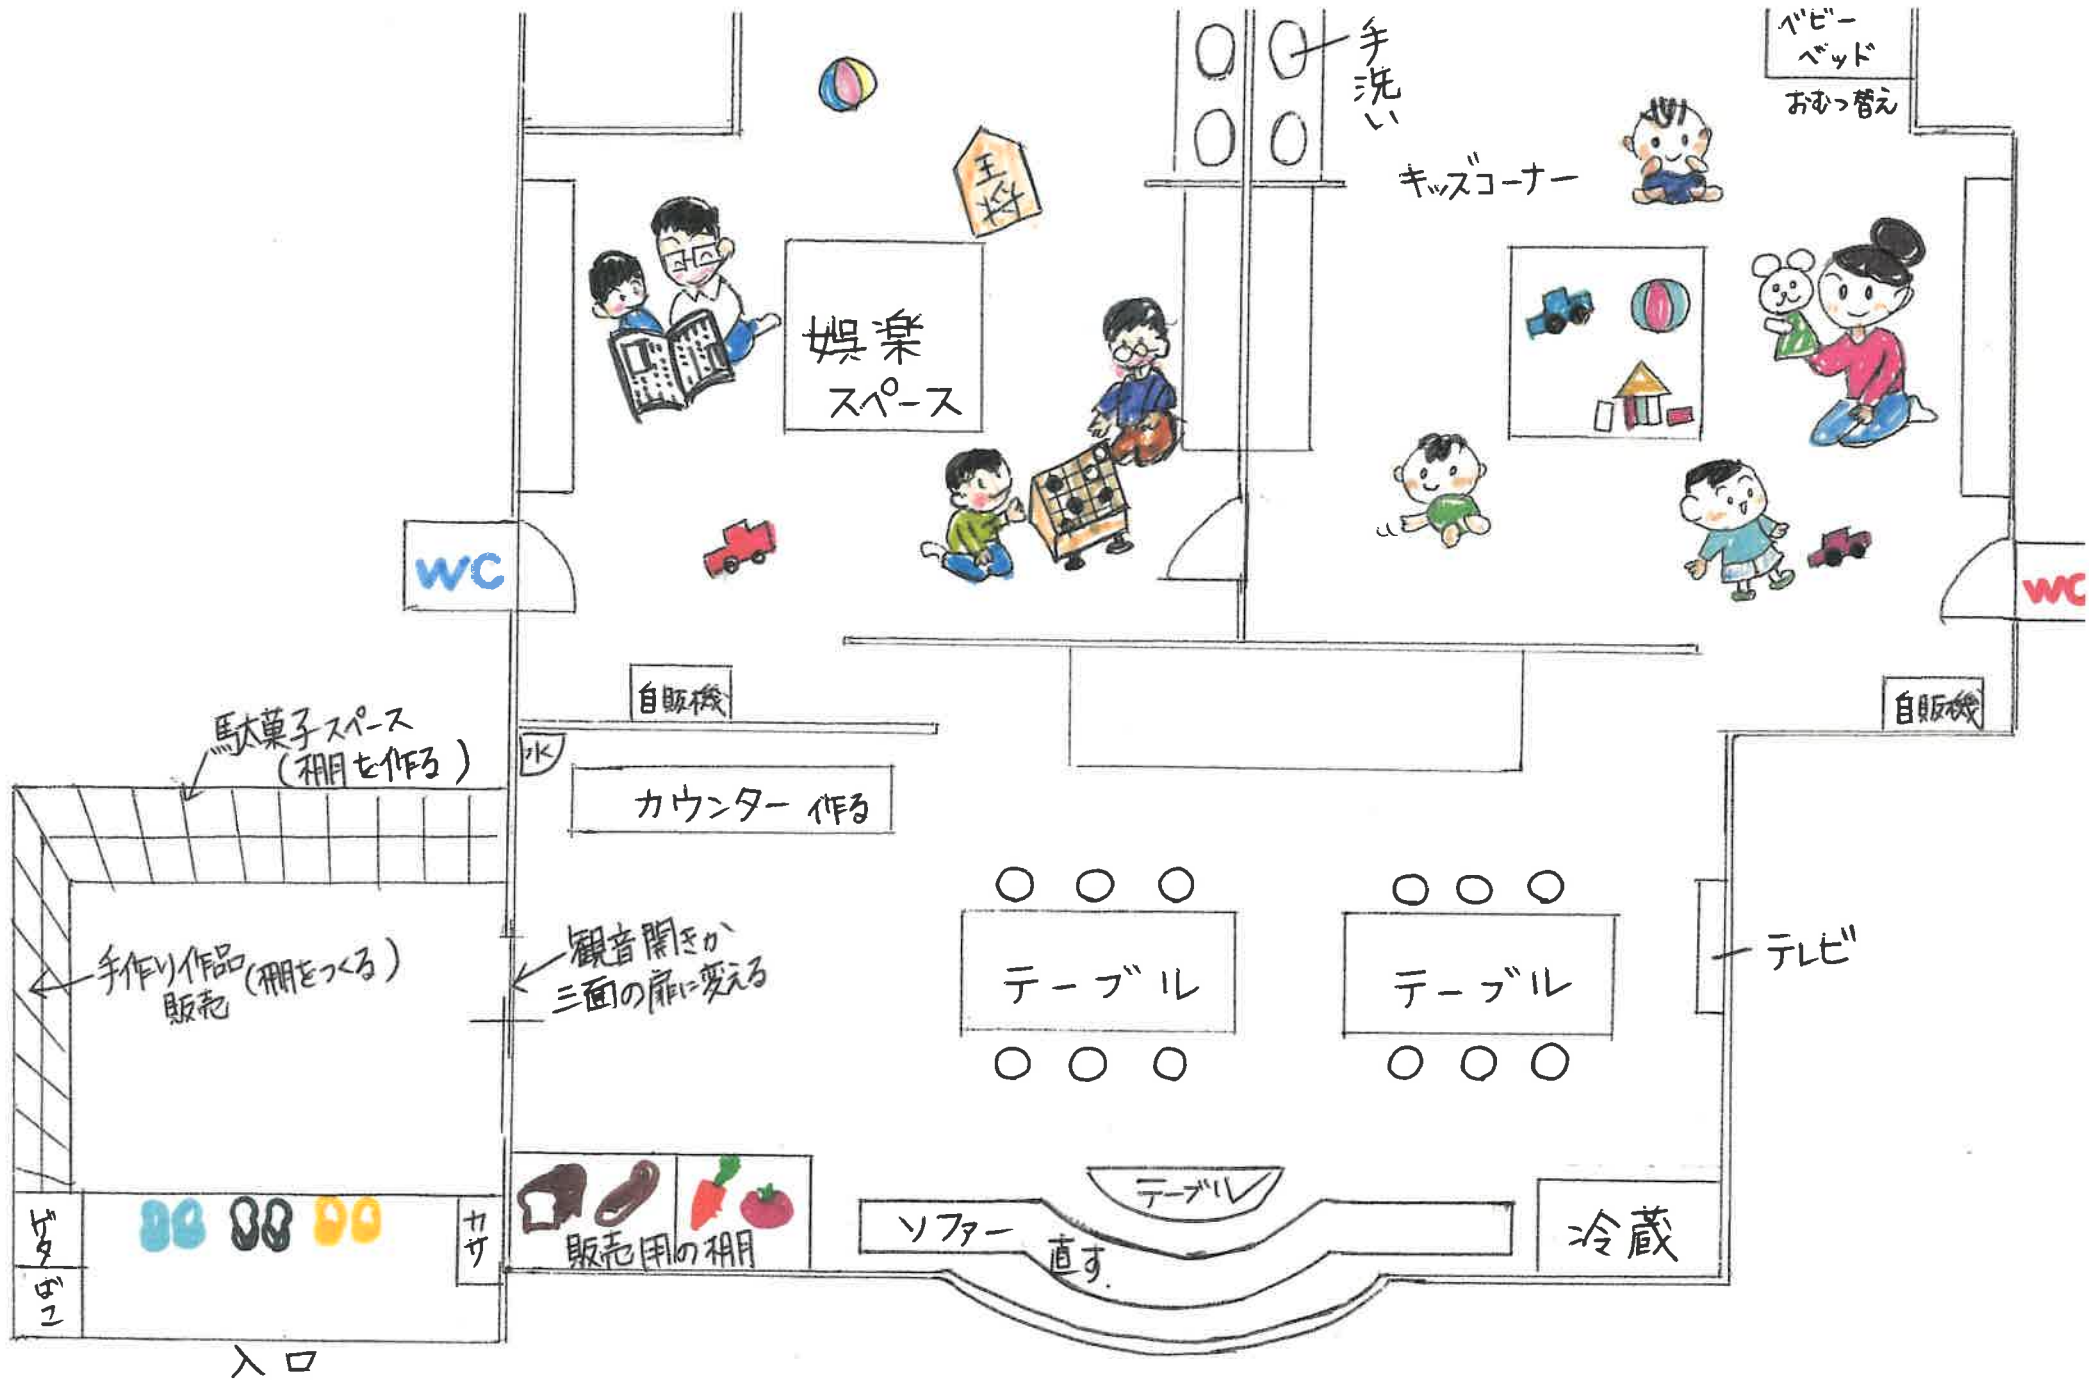 手洗い
ベビー
ベッド
おむつ替え
王将
キッズコーナー
娯楽
スペース
WC
WC
自販機
自販機
駄菓子スペース
(棚を作る)
水
カウンター 作る
手作り作品
販売
(棚をつくる)
観音開きか
三面の扉に変える
テーブル
テーブル
テレビ
ゲタばこ
カサ
販売用の棚
テーブル
ソファー
直す.
冷蔵
入口